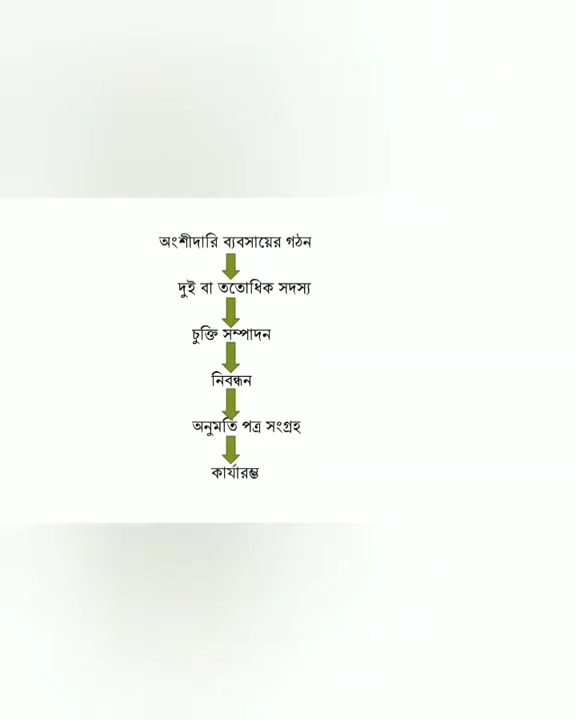 অংশীদারি ব্যবসায়ের গঠন
দুই বা ততোধিক সদস্য
চুক্তি সম্পাদন
নিবন্ধন
অনুমতি পত্র সংগ্রহ
কার্যারম্ভ